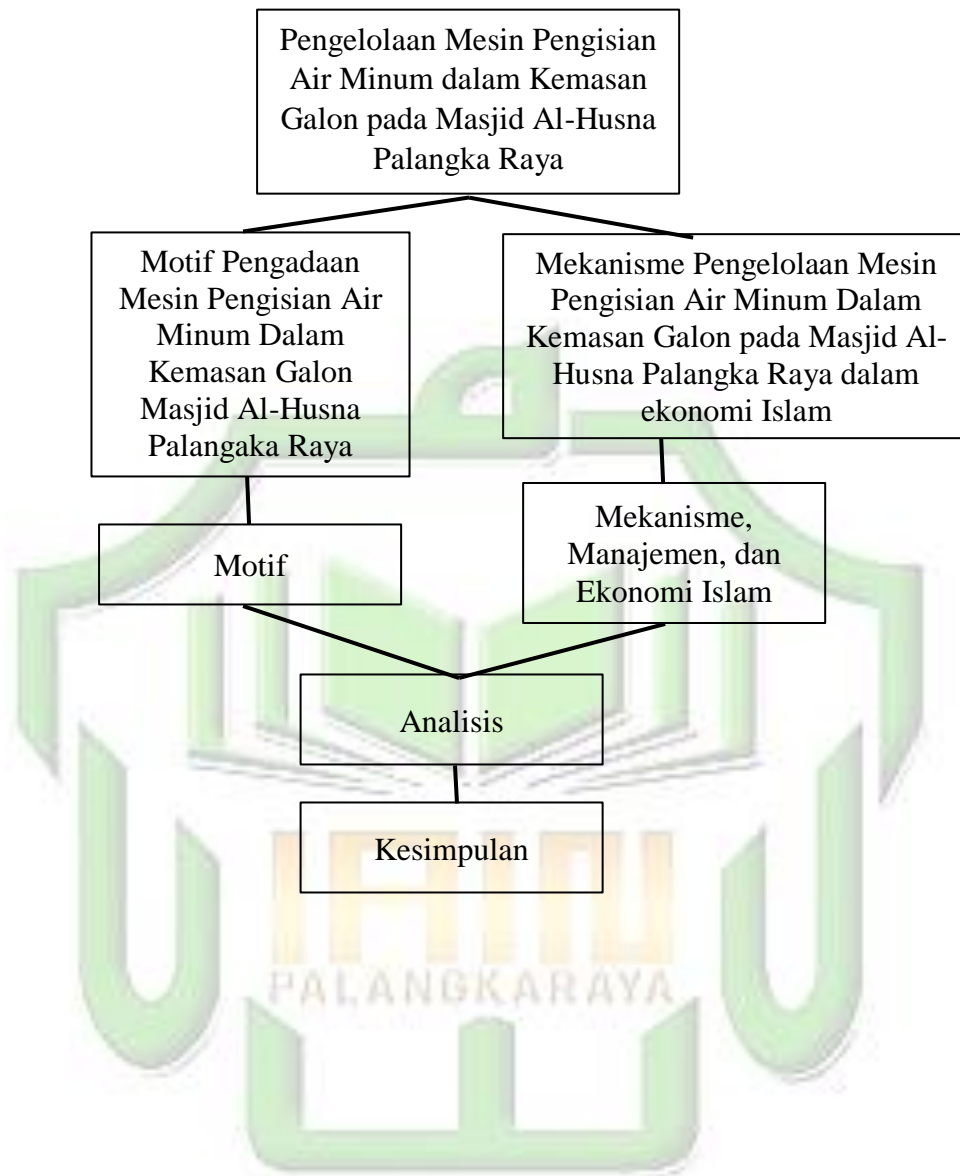 Pengelolaan Mesin Pengisian
Air Minum dalam Kemasan
Galon pada Masjid Al-Husna
Palangka Raya
Motif Pengadaan
Mesin Pengisian Air
Minum Dalam
Kemasan Galon
Masjid Al-Husna
Palangaka Raya
Mekanisme Pengelolaan Mesin
Pengisian Air Minum Dalam
Kemasan Galon pada Masjid Al-
Husna Palangka Raya dalam
ekonomi Islam
Motif
Mekanisme,
Manajemen, dan
Ekonomi Islam
Analisis
Kesimpulan
IAIN
PALANGKARAYA